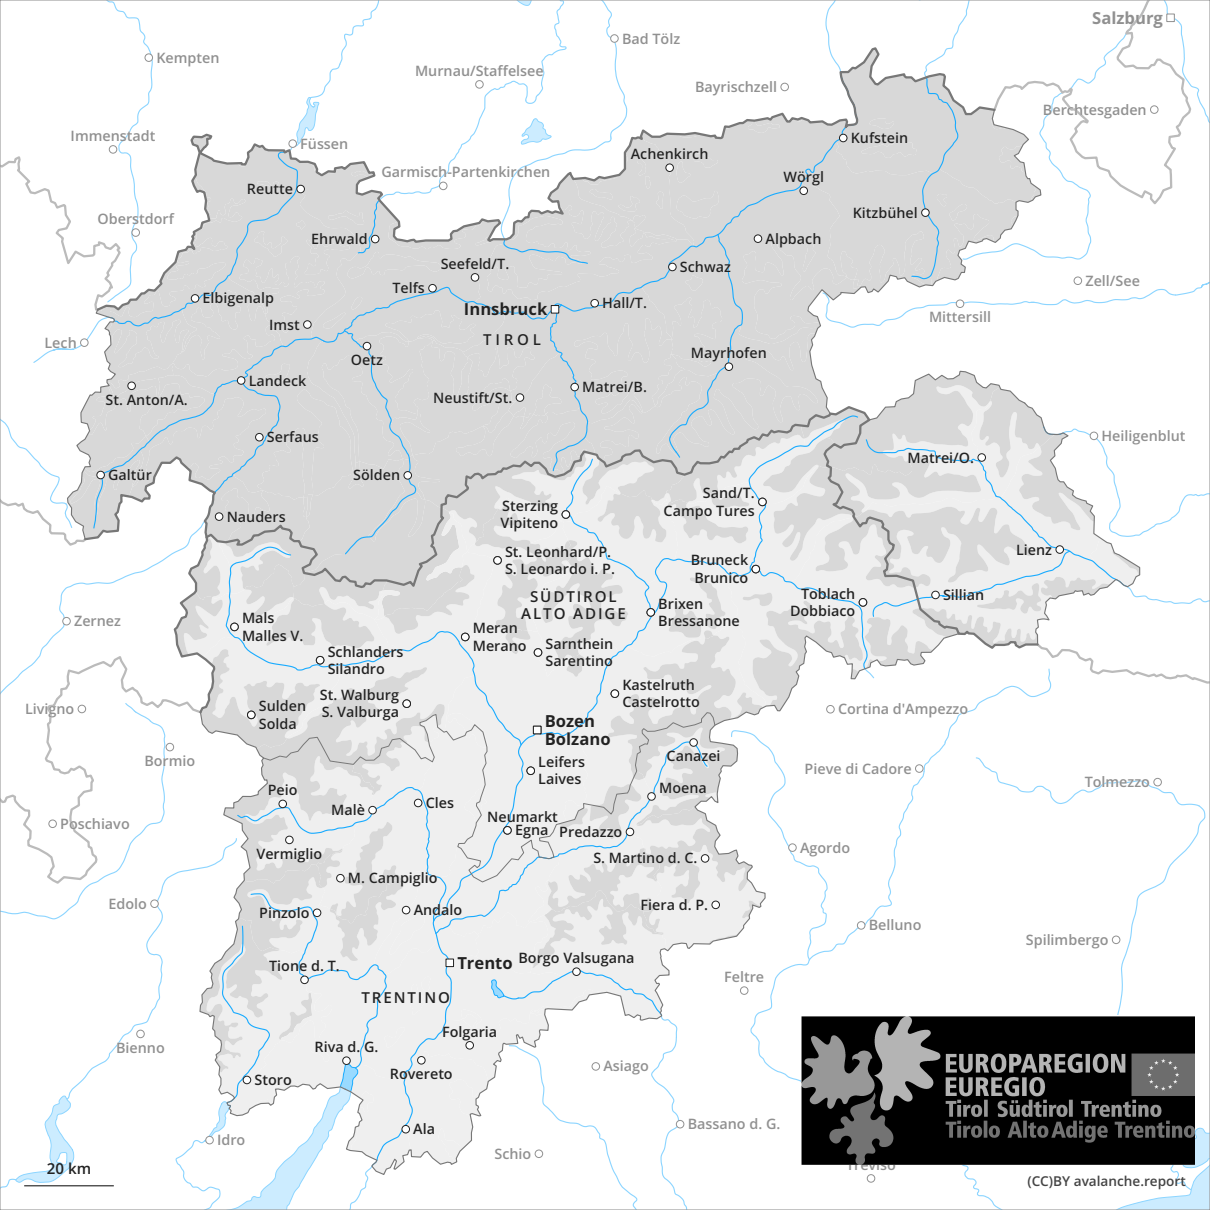 Salzburg
Bad Tölz
Kempten
Murnau/Staffelsee
Bayrischzell
Berchtesgaden
Immenstadt
Füssen
Kufstein
Achenkirch
Garmisch-Partenkirchen
Wörgl
Reutte
Kitzbühel
Oberstdorf
Ehrwald
Alpbach
Seefeld/T.
Schwaz
Zell/See
Telfs
Elbigenalp
Hall/T.
Innsbruck
Mittersill
Imst
TIROL
Lech
Oetz
Mayrhofen
Landeck
Matrei/B.
St. Anton/A.
Neustift/St.
Serfaus
Heiligenblut
Matrei/O.
Galtür
Sölden
Sand/T.
Campo Tures
Sterzing
Vipiteno
Nauders
St. Leonhard/P.
S. Leonardo i. P.
Lienz
Bruneck
Brunico
SÜDTIROL
ALTO ADIGE
Toblach
Dobbiaco
Sillian
Brixen
Bressanone
Zernez
Mals
Malles V.
Meran
Merano
Sarnthein
Sarentino
Schlanders
Silandro
Kastelruth
Castelrotto
St. Walburg
S. Valburga
Livigno
Sulden
Solda
Cortina d'Ampezzo
Bozen
Bolzano
Bormio
Canazei
Leifers
Laives
Pieve di Cadore
Tolmezzo
Peio
Moena
Malè
Cles
Neumarkt
Egna
Predazzo
Poschiavo
Vermiglio
Agordo
S. Martino d. C.
M. Campiglio
Edolo
Pinzolo
Andalo
Fiera d. P.
Belluno
Spilimbergo
Trento
Borgo Valsugana
Tione d. T.
Feltre
TRENTINO
Folgaria
Bienno
Riva d. G.
Rovereto
Asiago
Storo
EUROPAREGION
EUREGIO
Tirol Südtirol Trentino
Tirolo Alto Adige Trentino
Ala
Bassano d. G.
Idro
Schio
Treviso
20 km
(CC)BY avalanche.report